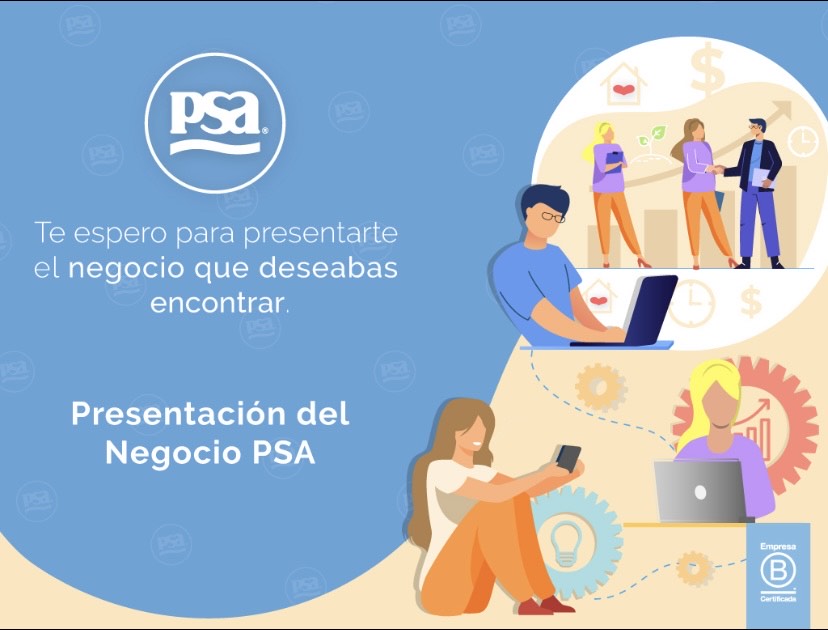 psa®
Te espero para presentarte
el negocio que deseabas
encontrar.
Presentación del
Negocio PSA
Empresa
B
Certificada